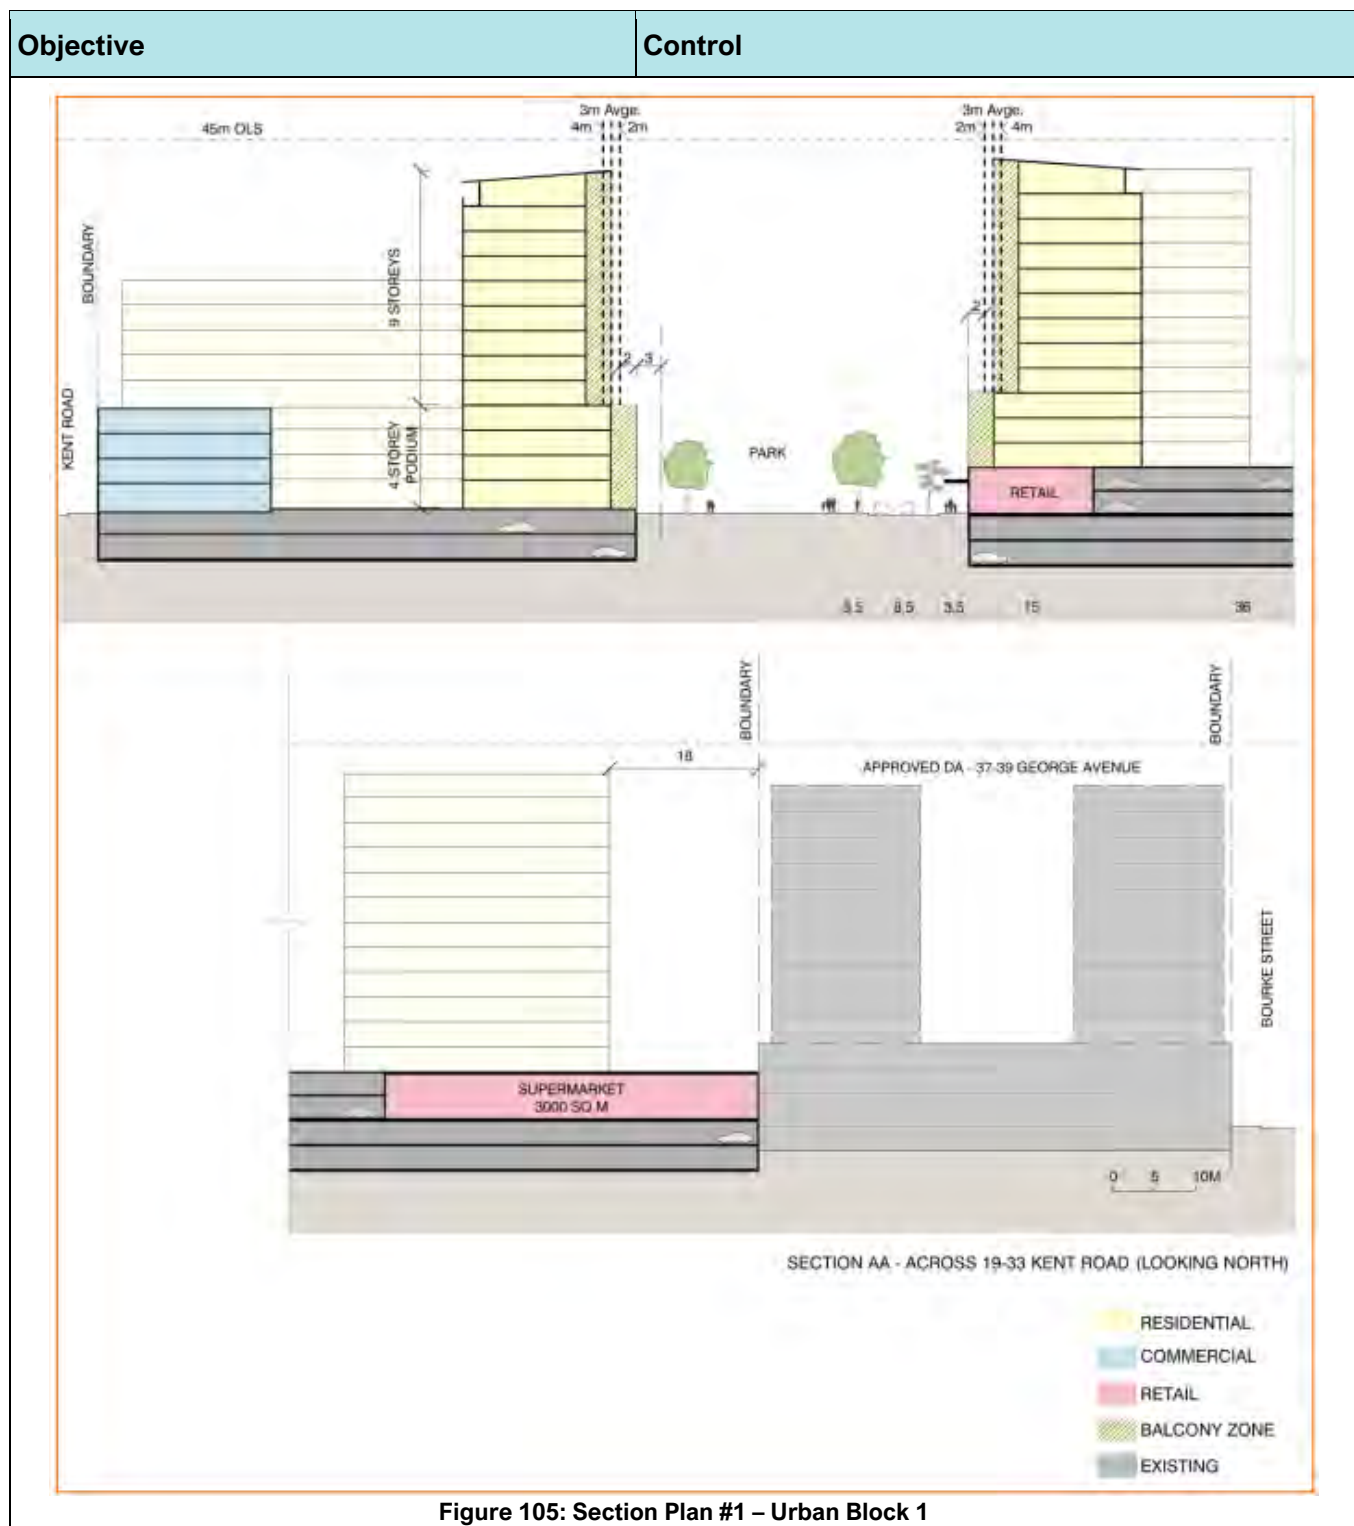 Objective Control
45m OLS
3m Avge.
4m 2m
3m Avge.
2m 4m
BOUNDARY
KENT ROAD
9 STOREYS
4 STOREY
PODIUM
2 3
2
PARK
RETAIL
3.5 8.5 3.5 15 36
BOUNDARY
BOUNDARY
18
APPROVED DA - 37-39 GEORGE AVENUE
BOURKE STREET
SUPERMARKET
3000 SQ M
0 5 10M
SECTION AA - ACROSS 19-33 KENT ROAD (LOOKING NORTH)
RESIDENTIAL
COMMERCIAL
RETAIL
BALCONY ZONE
EXISTING
Figure 105: Section Plan #1 – Urban Block 1